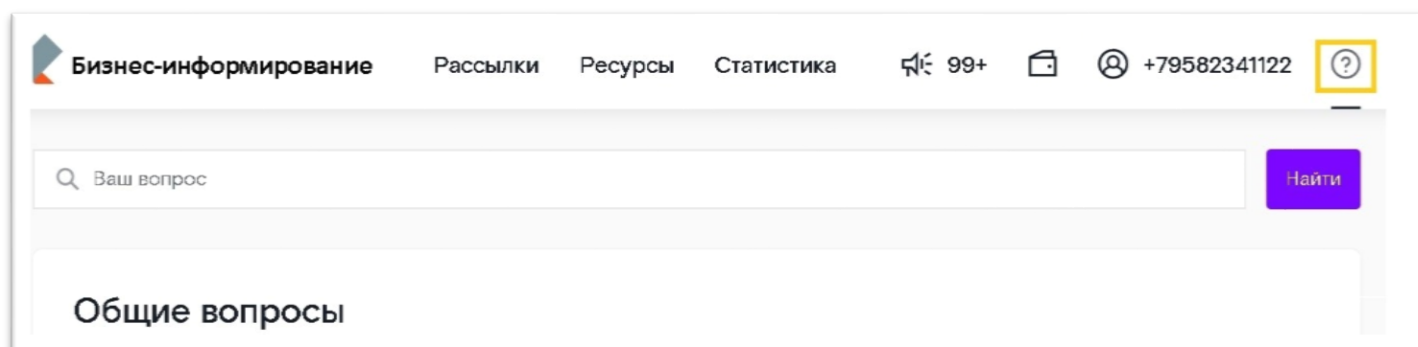 Бизнес-информирование Рассылки Ресурсы Статистика 99+ +79582341122 ?
Ваш вопрос Найти
Общие вопросы